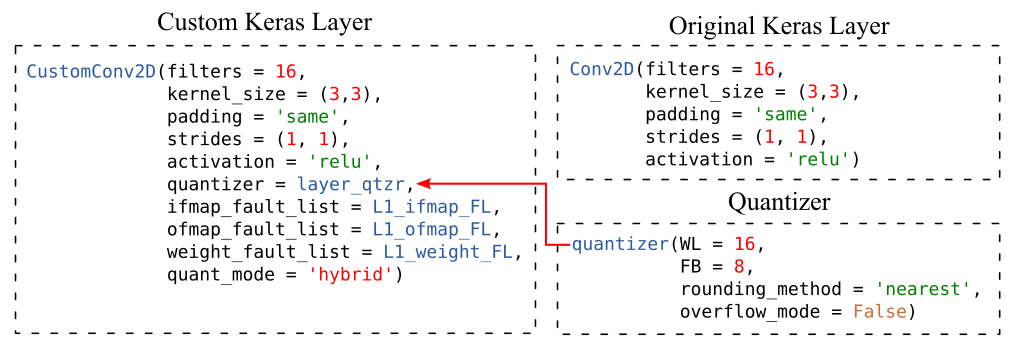 Custom Keras Layer
CustomConv2D(filters = 16,
kernel_size = (3,3),
padding = 'same',
strides = (1, 1),
activation = 'relu',
quantizer = layer_qtzr,
ifmap_fault_list = L1_ifmap_FL,
ofmap_fault_list = L1_ofmap_FL,
weight_fault_list = L1_weight_FL,
quant_mode = 'hybrid')
Original Keras Layer
Conv2D(filters = 16,
kernel_size = (3,3),
padding = 'same',
strides = (1, 1),
activation = 'relu')
Quantizer
quantizer(WL = 16,
FB = 8,
rounding_method = 'nearest',
overflow_mode = False)